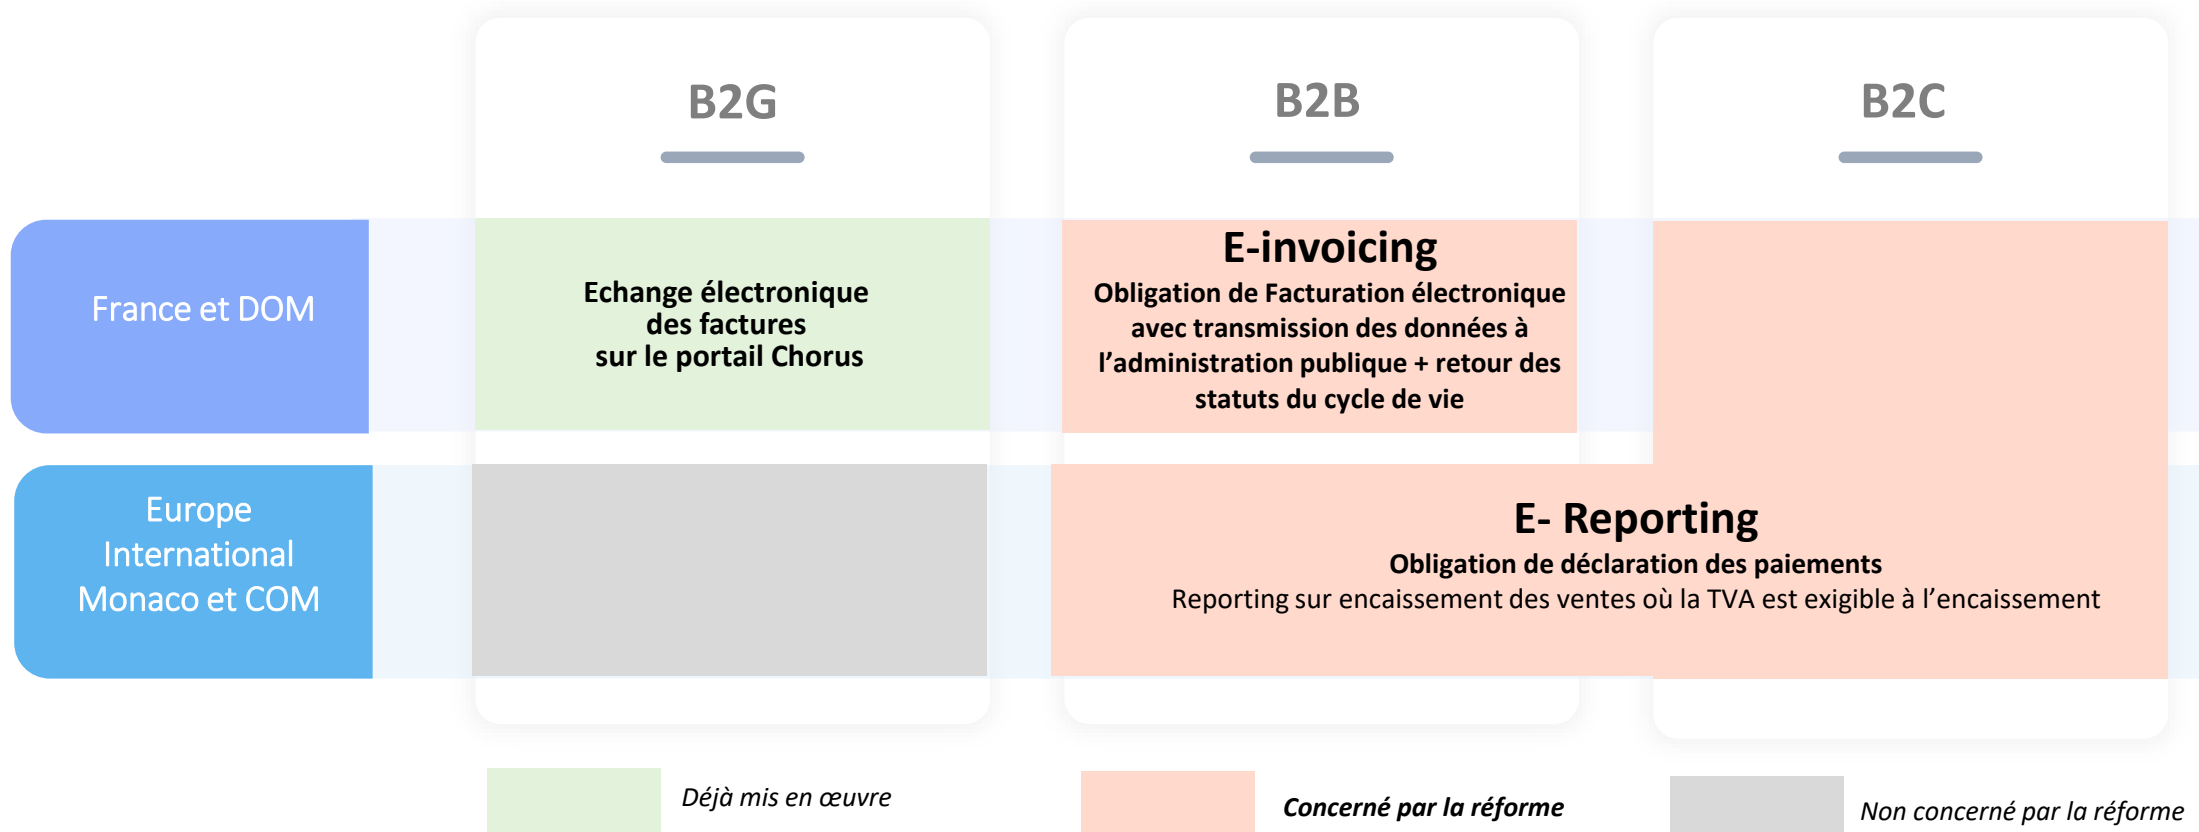 B2G
B2B
B2C
France et DOM
Echange électronique
des factures
sur le portail Chorus
E-invoicing
Obligation de Facturation électronique
avec transmission des données à
l’administration publique + retour des
statuts du cycle de vie
Europe
International
Monaco et COM
E- Reporting
Obligation de déclaration des paiements
Reporting sur encaissement des ventes où la TVA est exigible à l’encaissement
Déjà mis en œuvre
Concerné par la réforme
Non concerné par la réforme